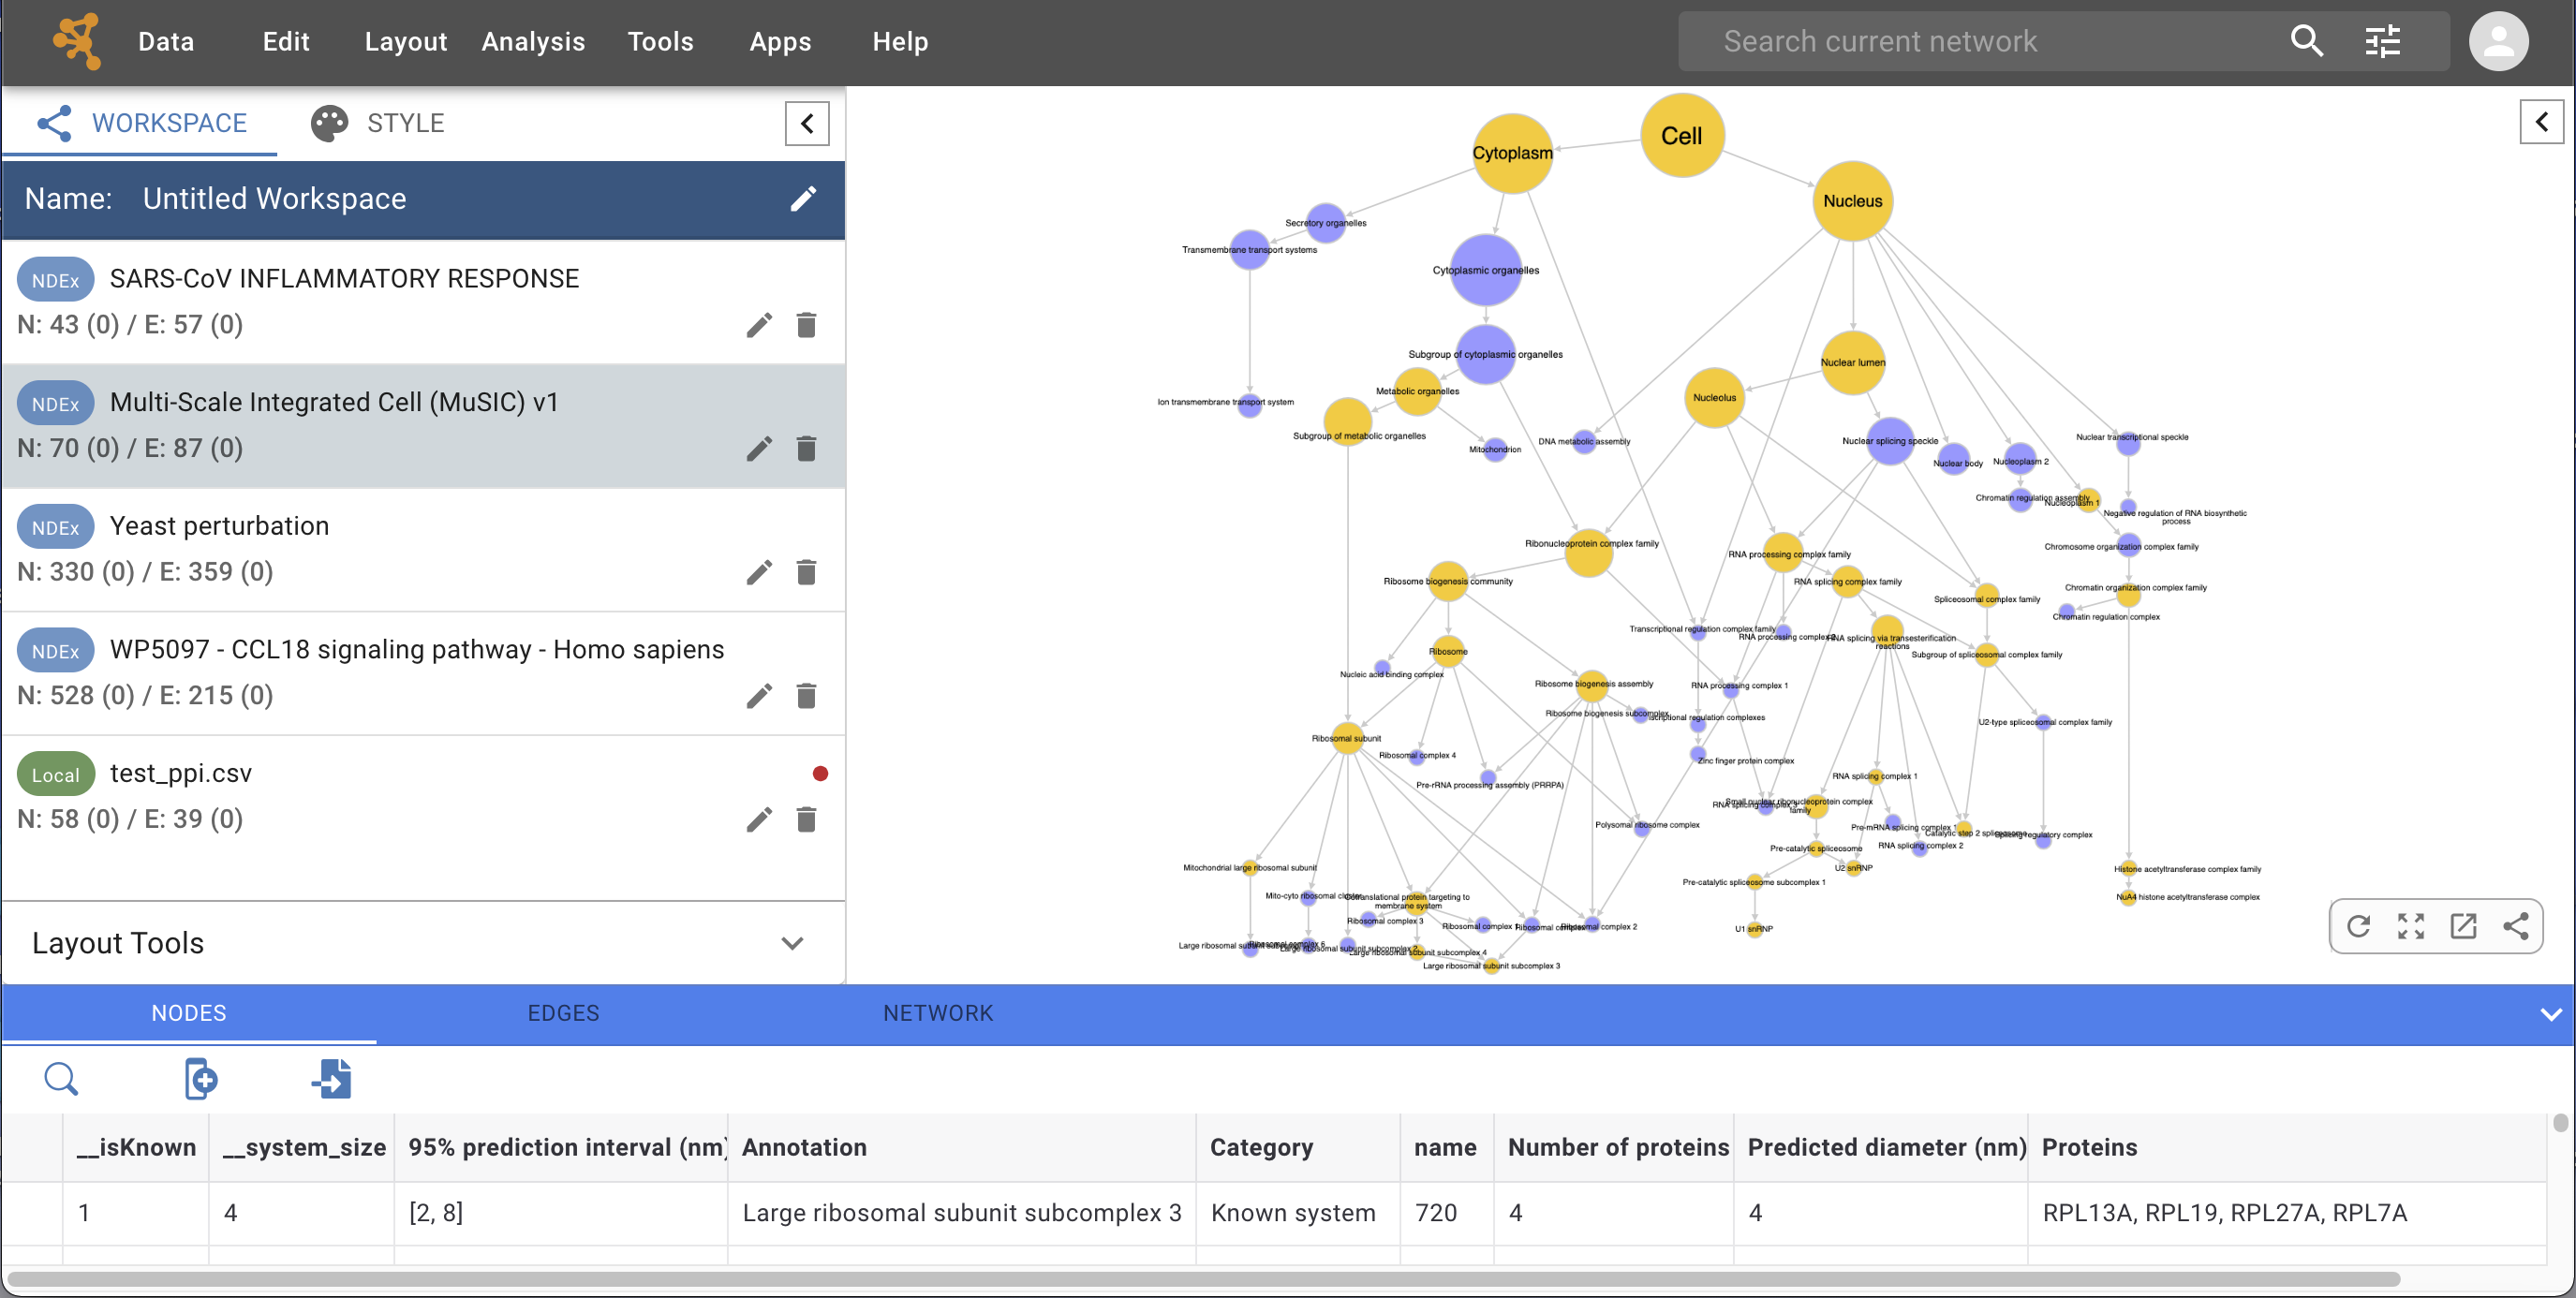 Data Edit Layout Analysis Tools Apps Help
Search current network
WORKSPACE STYLE
Name: Untitled Workspace
NDEx SARS-CoV INFLAMMATORY RESPONSE
N: 43 (0) / E: 57 (0)
NDEx Multi-Scale Integrated Cell (MuSIC) v1
N: 70 (0) / E: 87 (0)
NDEx Yeast perturbation
N: 330 (0) / E: 359 (0)
NDEx WP5097 - CCL18 signaling pathway - Homo sapiens
N: 528 (0) / E: 215 (0)
Local test_ppi.csv
N: 58 (0) / E: 39 (0)
Layout Tools
Cell
Cytoplasm
Nucleus
Secretory organelles
Transmembrane transport systems
Cytoplasmic organelles
Subgroup of cytoplasmic organelles
Nuclear lumen
Metabolic organelles
Nucleolus
Ion transmembrane transport system
Subgroup of metabolic organelles
Mitochondrion
DNA metabolic assembly
Nuclear splicing speckle
Nuclear transcriptional speckle
Nuclear body
Nucleoplasm 2
Chromatin regulation assembly
Nucleoplasm 1
Negative regulation of RNA biosynthetic
process
Ribonucleoprotein complex family
RNA processing complex family
Chromosome organization complex family
Ribosome biogenesis community
RNA splicing complex family
Chromatin organization complex family
Spliceosomal complex family
Chromatin regulation complex
Transcriptional regulation complex family
RNA processing complex
RNA splicing via transesterification
reactions
Ribosome
Subgroup of spliceosomal complex family
Nucleic acid binding complex
Ribosome biogenesis assembly
RNA processing complex 1
Ribosome biogenesis subcomplex
regulation complexes
U2-type spliceosomal complex family
Ribosomal subunit
Ribosomal complex 4
Zinc finger protein complex
Pre-rRNA processing assembly (PRRPA)
RNA splicing complex 1
Small nuclear ribonucleoprotein complex
family
RNA splicing complex
Polysomal ribosome complex
Pre-mRNA splicing complex 1
Catalytic step 2 spliceosome
regulatory complex
Pre-catalytic spliceosome
RNA splicing complex 2
Mitochondrial large ribosomal subunit
U2 snRNP
Histone acetyltransferase complex family
Pre-catalytic spliceosome subcomplex 1
Mito-cyto ribosomal
translational protein targeting to
membrane system
NuA4 histone acetyltransferase complex
Ribosomal complex 3
Ribosomal complex
Ribosomal complex
complex 2
U1 snRNP
Large ribosomal
Large ribosomal subunit subcomplex 2
Large ribosomal subunit subcomplex 4
Large ribosomal subunit subcomplex 3
NODES EDGES NETWORK
__isKnown __system_size 95% prediction interval (nm) Annotation Category name Number of proteins Predicted diameter (nm) Proteins
1 4 [2, 8] Large ribosomal subunit subcomplex 3 Known system 720 4 4 RPL13A, RPL19, RPL27A, RPL7A